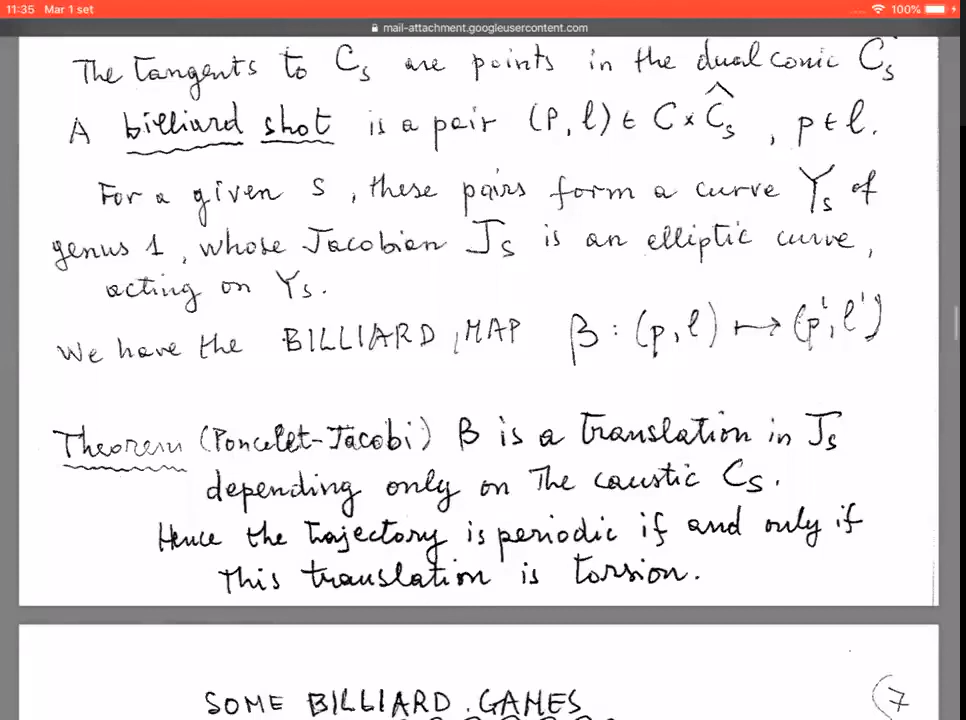 11:35 Mar 1 set
100%
mail-attachment.googleusercontent.com
The tangents to Cₛ are points in the dual conic Ĉₛ
A billiard shot is a pair (p, l) ∈ C × Ĉₛ , p ∈ l.
For a given s, these pairs form a curve Yₛ of
genus 1, whose Jacobian Jₛ is an elliptic curve,
acting on Yₛ.
We have the BILLIARD MAP β : (p, l) ↦ (p', l')
Theorem (Poncelet-Jacobi) β is a translation in Jₛ
depending only on the caustic Cₛ.
Hence the trajectory is periodic if and only if
this translation is torsion.
SOME BILLIARD GAMES
7